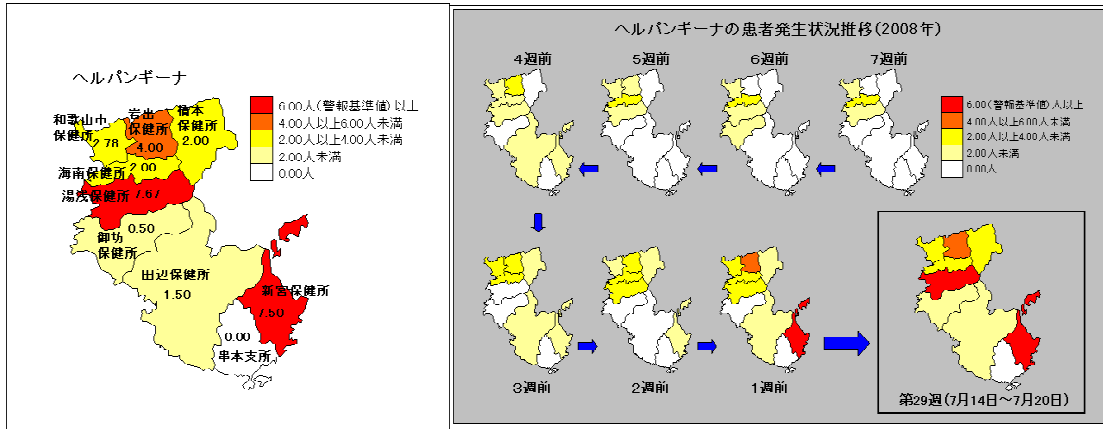 ヘルパンギーナ
6.00人(警報基準値)以上
4.00人以上6.00人未満
2.00人以上4.00人未満
2.00人未満
0.00人
和歌山市
保健所
2.78
岩出
保健所
4.00
橋本
保健所
2.00
2.00
海南保健所
湯浅保健所 7.67
0.50
御坊
保健所
田辺保健所
1.50
新宮保健所
7.50
0.00
串本支所
ヘルパンギーナの患者発生状況推移(2008年)
4週前 5週前 6週前 7週前
6.00(警報基準値)人以上
4.00人以上6.00人未満
2.00人以上4.00人未満
2.00人未満
0.00人
3週前 2週前 1週前
第29週(7月14日～7月20日)